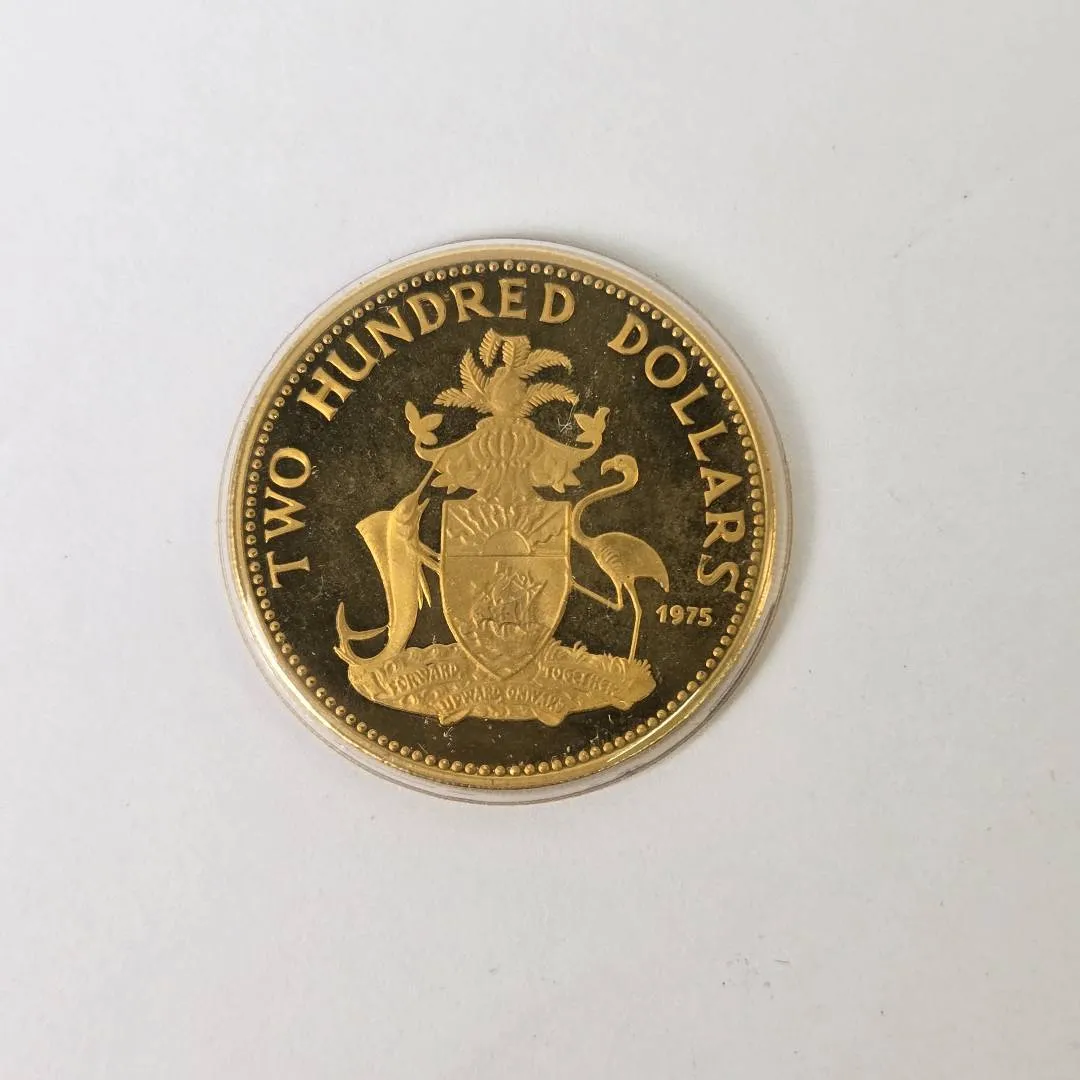 TWO HUNDRED DOLLARS
1975
FORWARD UPWARD ONWARD TOGETHER